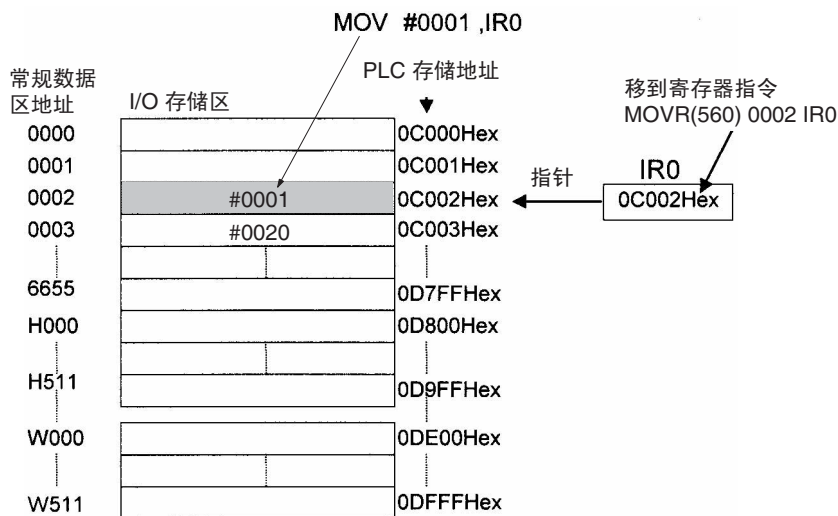 MOV #0001 ,IR0
常规数据
区地址
I/O 存储区
PLC 存储地址
移到寄存器指令
MOVR(560) 0002 IR0
0000
0C000Hex
0001
0C001Hex
IR0
0002
#0001
0C002Hex
指针
0C002Hex
0003
#0020
0C003Hex
6655
0D7FFHex
H000
0D800Hex
H511
0D9FFHex
W000
0DE00Hex
W511
0DFFFHex